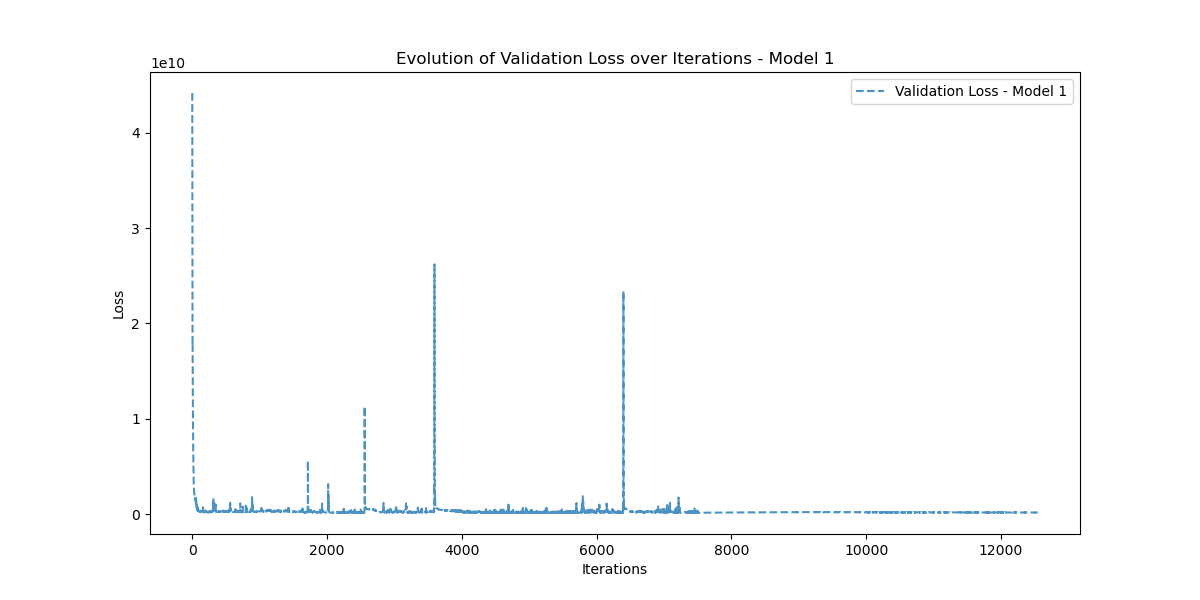 Evolution of Validation Loss over Iterations - Model 1
1e10
Validation Loss - Model 1
4
3
2
1
0
Loss
0 2000 4000 6000 8000 10000 12000
Iterations